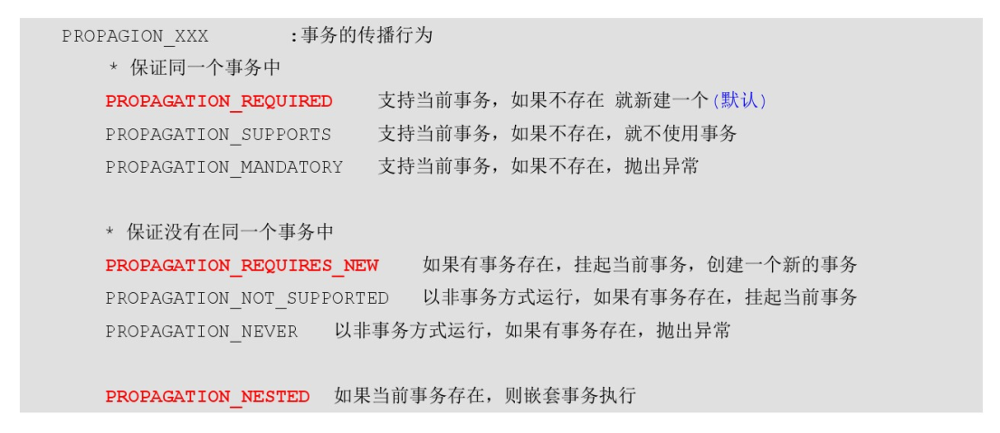 PROPAGION_XXX :事务的传播行为
* 保证同一个事务中
PROPAGATION_REQUIRED 支持当前事务，如果不存在 就新建一个(默认)
PROPAGATION_SUPPORTS 支持当前事务，如果不存在，就不使用事务
PROPAGATION_MANDATORY 支持当前事务，如果不存在，抛出异常
* 保证没有在同一个事务中
PROPAGATION_REQUIRES_NEW 如果有事务存在，挂起当前事务，创建一个新的事务
PROPAGATION_NOT_SUPPORTED 以非事务方式运行，如果有事务存在，挂起当前事务
PROPAGATION_NEVER 以非事务方式运行，如果有事务存在，抛出异常
PROPAGATION_NESTED 如果当前事务存在，则嵌套事务执行